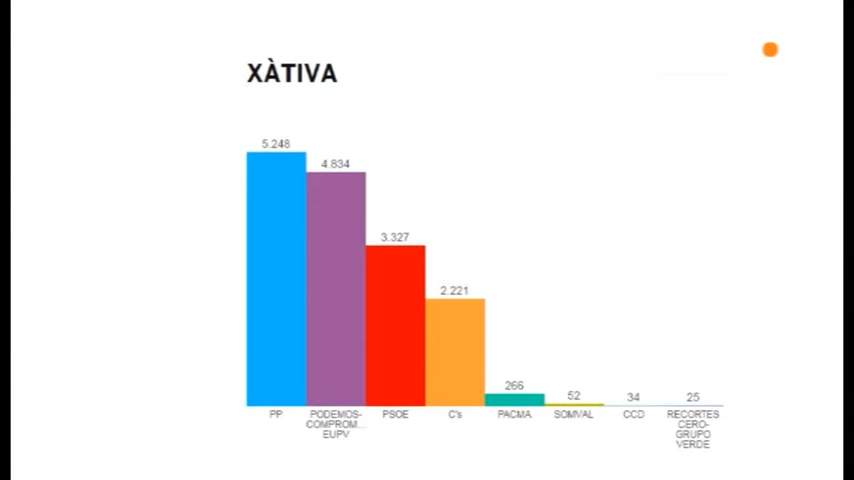 XÀTIVA
5.248
4.834
3.327
2.221
266
52
34
25
PP
PODEMOS-
COMPROM...
EUPV
PSOE
C's
PACMA
SOMVAL
CCD
RECORTES
CERO-
GRUPO
VERDE